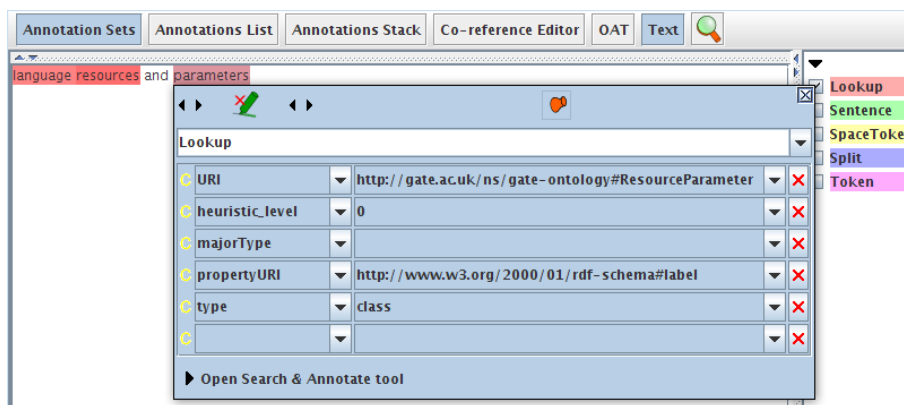 Annotation Sets Annotations List Annotations Stack Co-reference Editor OAT Text
language resources and parameters
Lookup
Sentence
SpaceToke
Split
Token
Lookup
C URI http://gate.ac.uk/ns/gate-ontology#ResourceParameter
C heuristic_level 0
C majorType
C propertyURI http://www.w3.org/2000/01/rdf-schema#label
C type class
C
Open Search & Annotate tool